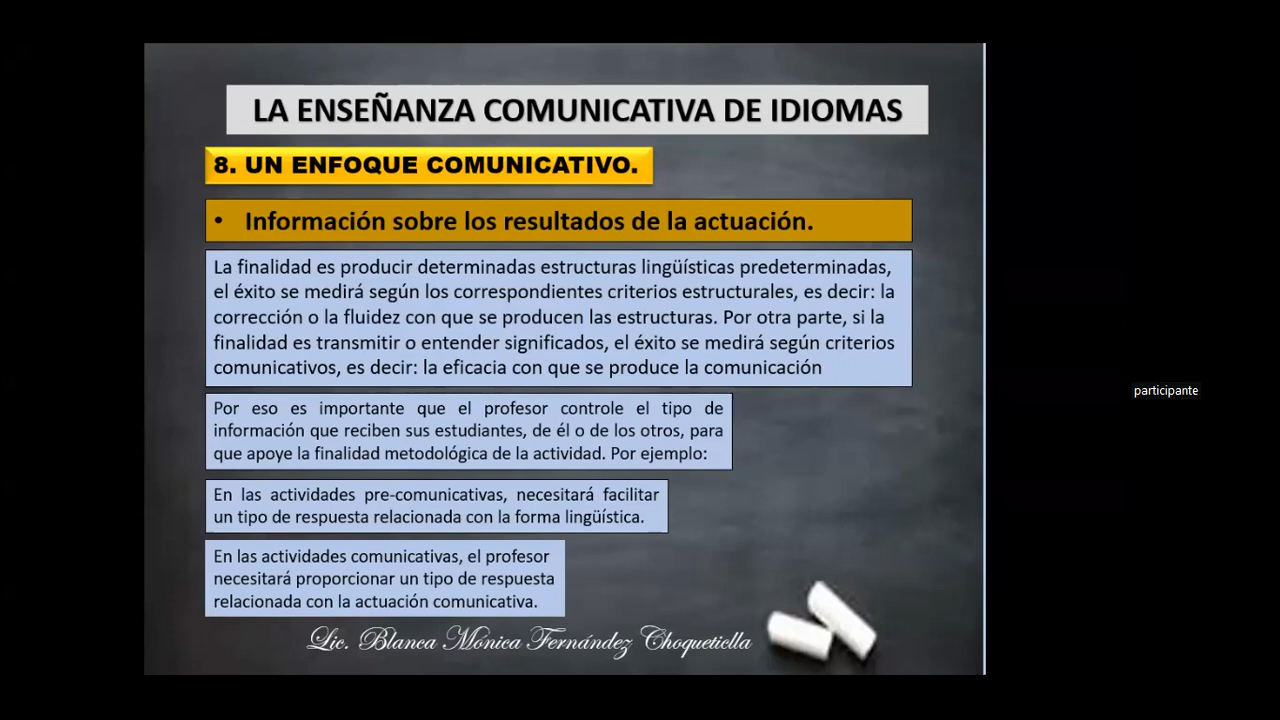 LA ENSEÑANZA COMUNICATIVA DE IDIOMAS
8. UN ENFOQUE COMUNICATIVO.
• Información sobre los resultados de la actuación.
La finalidad es producir determinadas estructuras lingüísticas predeterminadas,
el éxito se medirá según los correspondientes criterios estructurales, es decir: la
corrección o la fluidez con que se producen las estructuras. Por otra parte, si la
finalidad es transmitir o entender significados, el éxito se medirá según criterios
comunicativos, es decir: la eficacia con que se produce la comunicación
Por eso es importante que el profesor controle el tipo de
información que reciben sus estudiantes, de él o de los otros, para
que apoye la finalidad metodológica de la actividad. Por ejemplo:
participante
En las actividades pre-comunicativas, necesitará facilitar
un tipo de respuesta relacionada con la forma lingüística.
En las actividades comunicativas, el profesor
necesitará proporcionar un tipo de respuesta
relacionada con la actuación comunicativa.
Lic. Blanca Mónica Fernández Choqueticlla